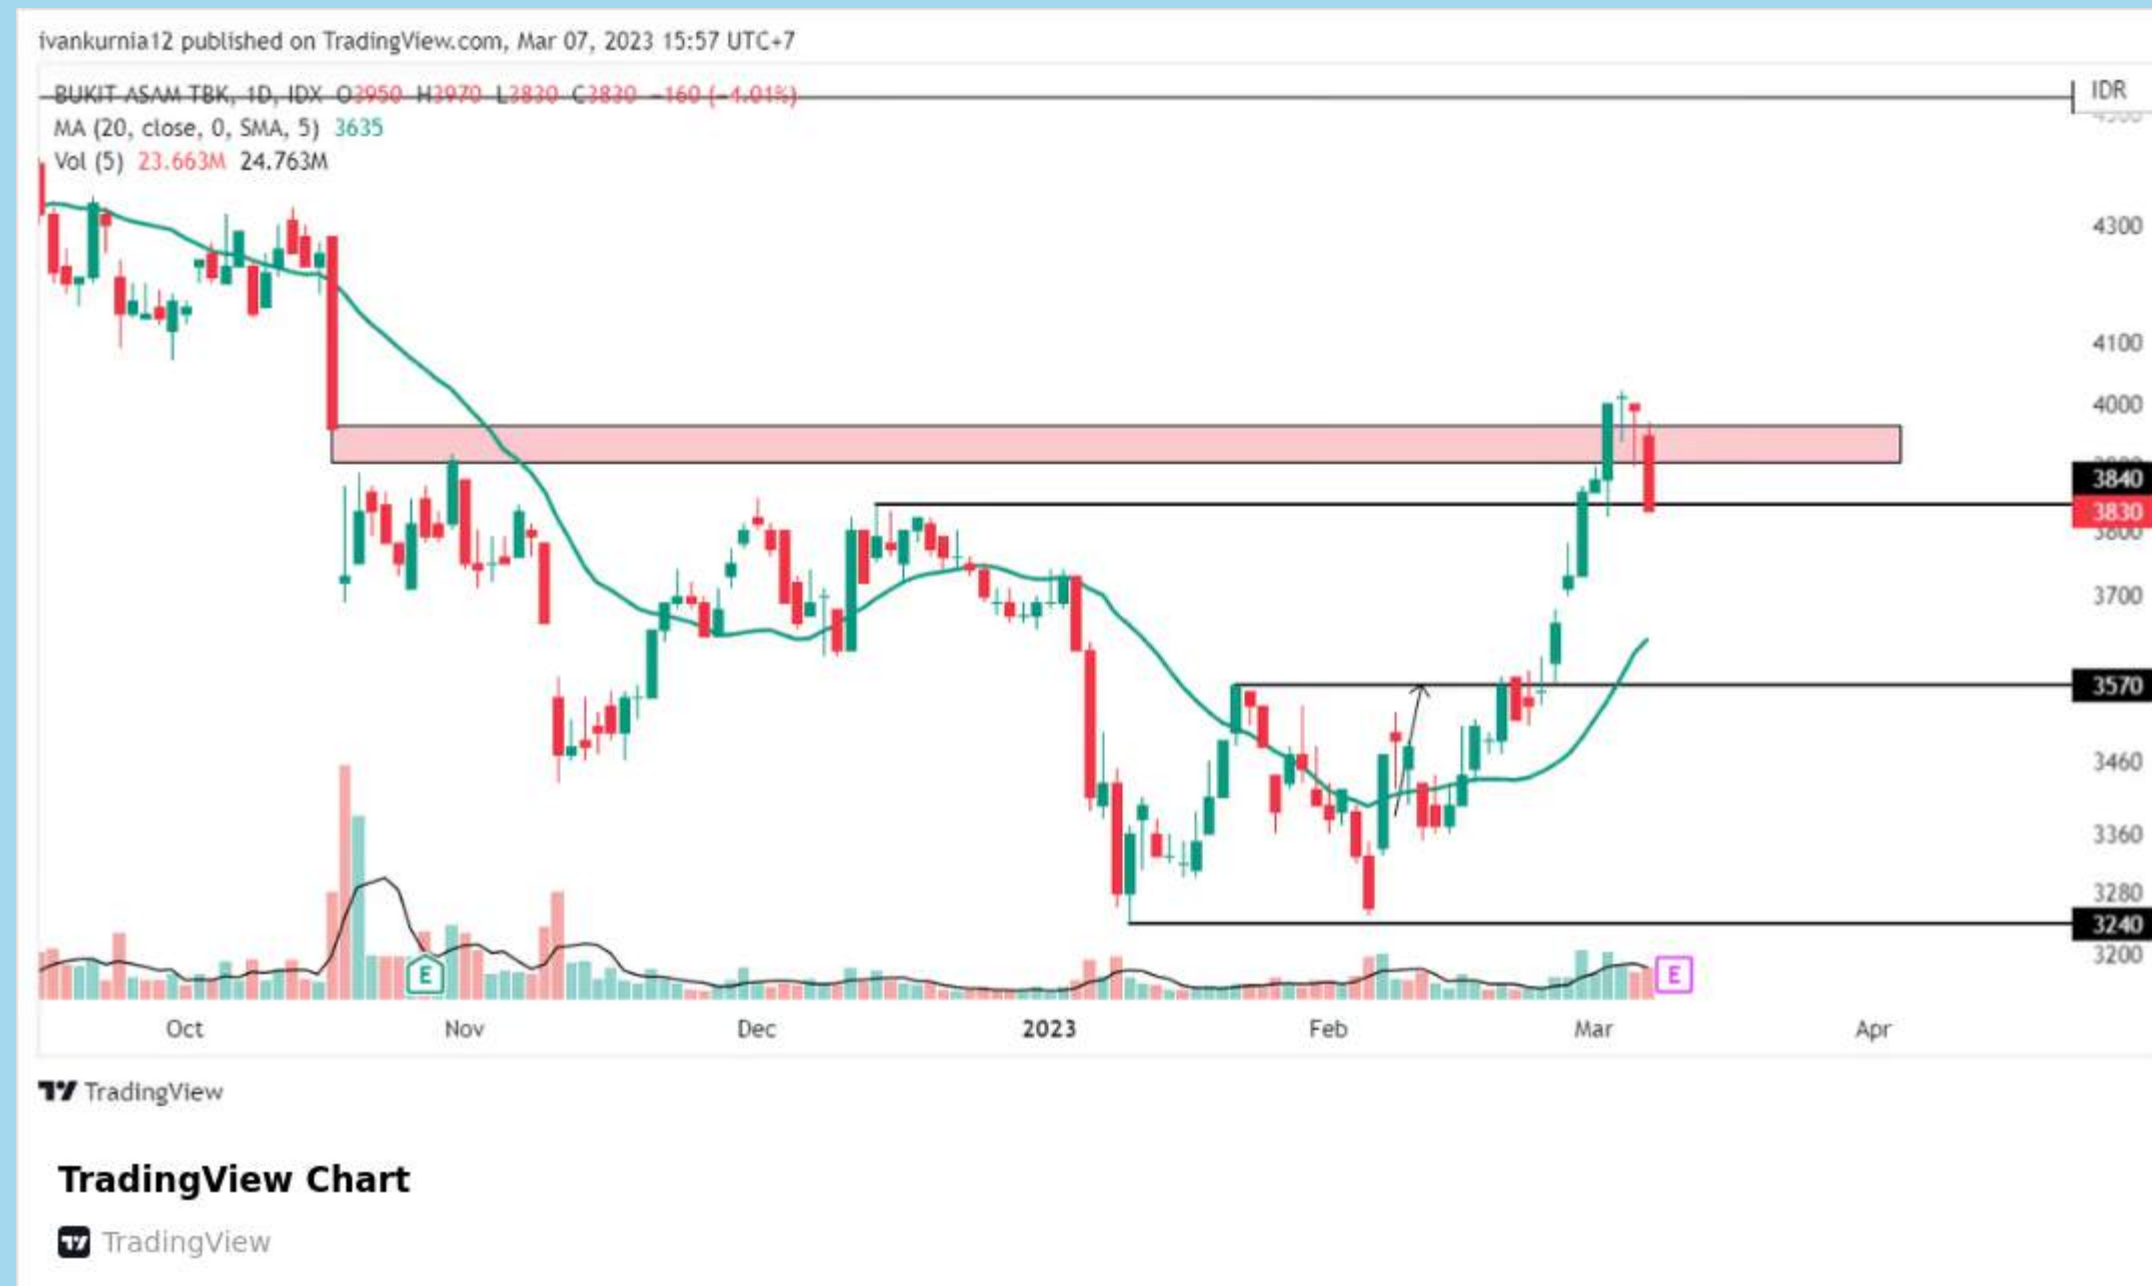 ivankurnia12 published on TradingView.com, Mar 07, 2023 15:57 UTC+7
BUKIT ASAM TBK, 1D, IDX O3950 H3970 L3830 C3830 −160 (−4.01%)
IDR
MA (20, close, 0, SMA, 5) 3635
Vol (5) 23.663M 24.763M
4300
4100
4000
3840
3830
3800
3700
3570
3460
3360
3280
3240
3200
E
E
Oct Nov Dec 2023 Feb Mar Apr
TradingView
TradingView Chart
TradingView